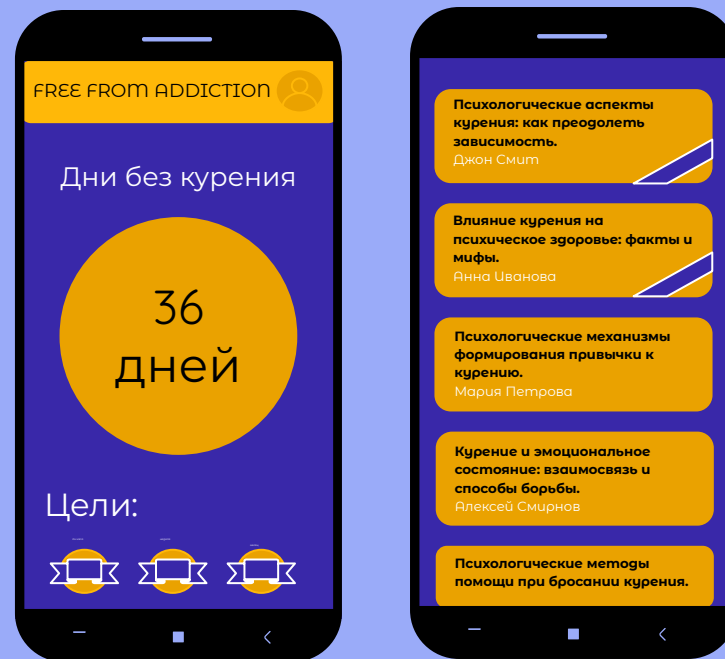 FREE FROM ADDICTION
Дни без курения
36
дней
Цели:
Психологические аспекты
курения: как преодолеть
зависимость.
Джон Смит
Влияние курения на
психическое здоровье: факты и
мифы.
Анна Иванова
Психологические механизмы
формирования привычки к
курению.
Мария Петрова
Курение и эмоциональное
состояние: взаимосвязь и
способы борьбы.
Алексей Смирнов
Психологические методы
помощи при бросании курения.